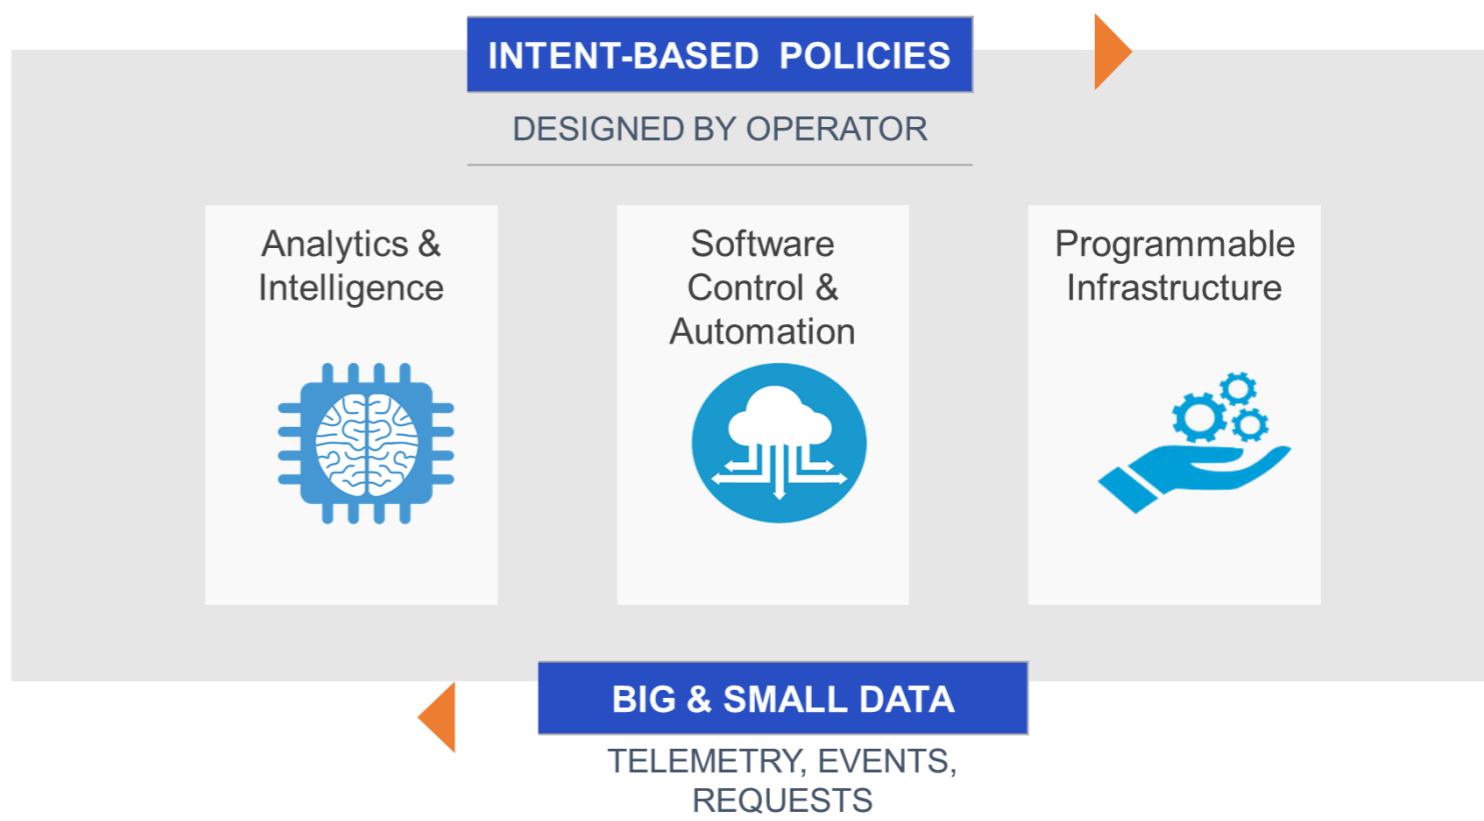 INTENT-BASED POLICIES
DESIGNED BY OPERATOR
Analytics &
Intelligence
Software
Control &
Automation
Programmable
Infrastructure
BIG & SMALL DATA
TELEMETRY, EVENTS,
REQUESTS